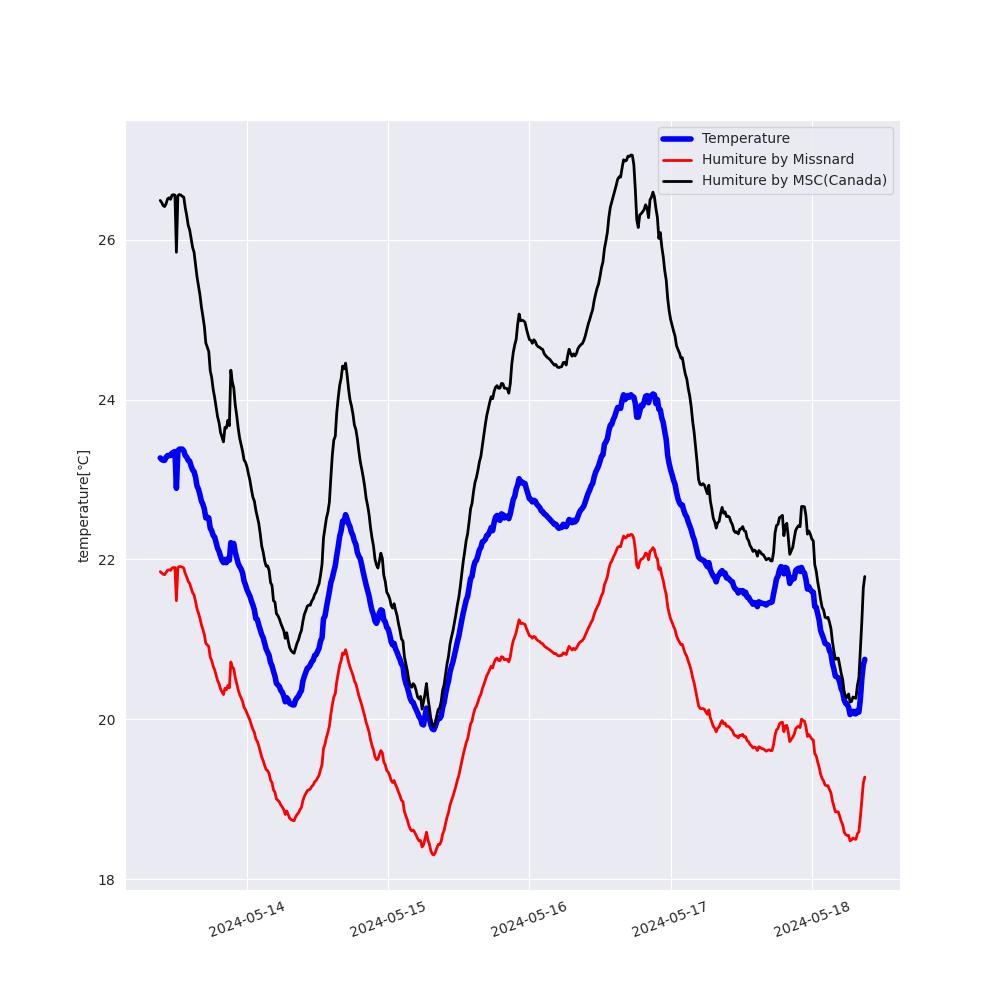 Temperature
Humiture by Missnard
Humiture by MSC(Canada)
26
24
22
20
18
temperature[℃]
2024-05-14
2024-05-15
2024-05-16
2024-05-17
2024-05-18